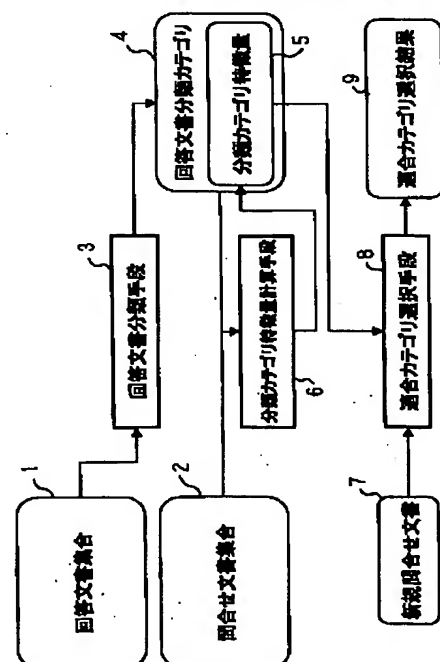 1
回答文書集合
3
回答文書分類手段
4
回答文書分類カテゴリ
5
分類カテゴリ特徴量
2
問合せ文書集合
分類カテゴリ特徴量計算手段
6
7
新規問合せ文書
8
適合カテゴリ選択手段
9
適合カテゴリ選択結果